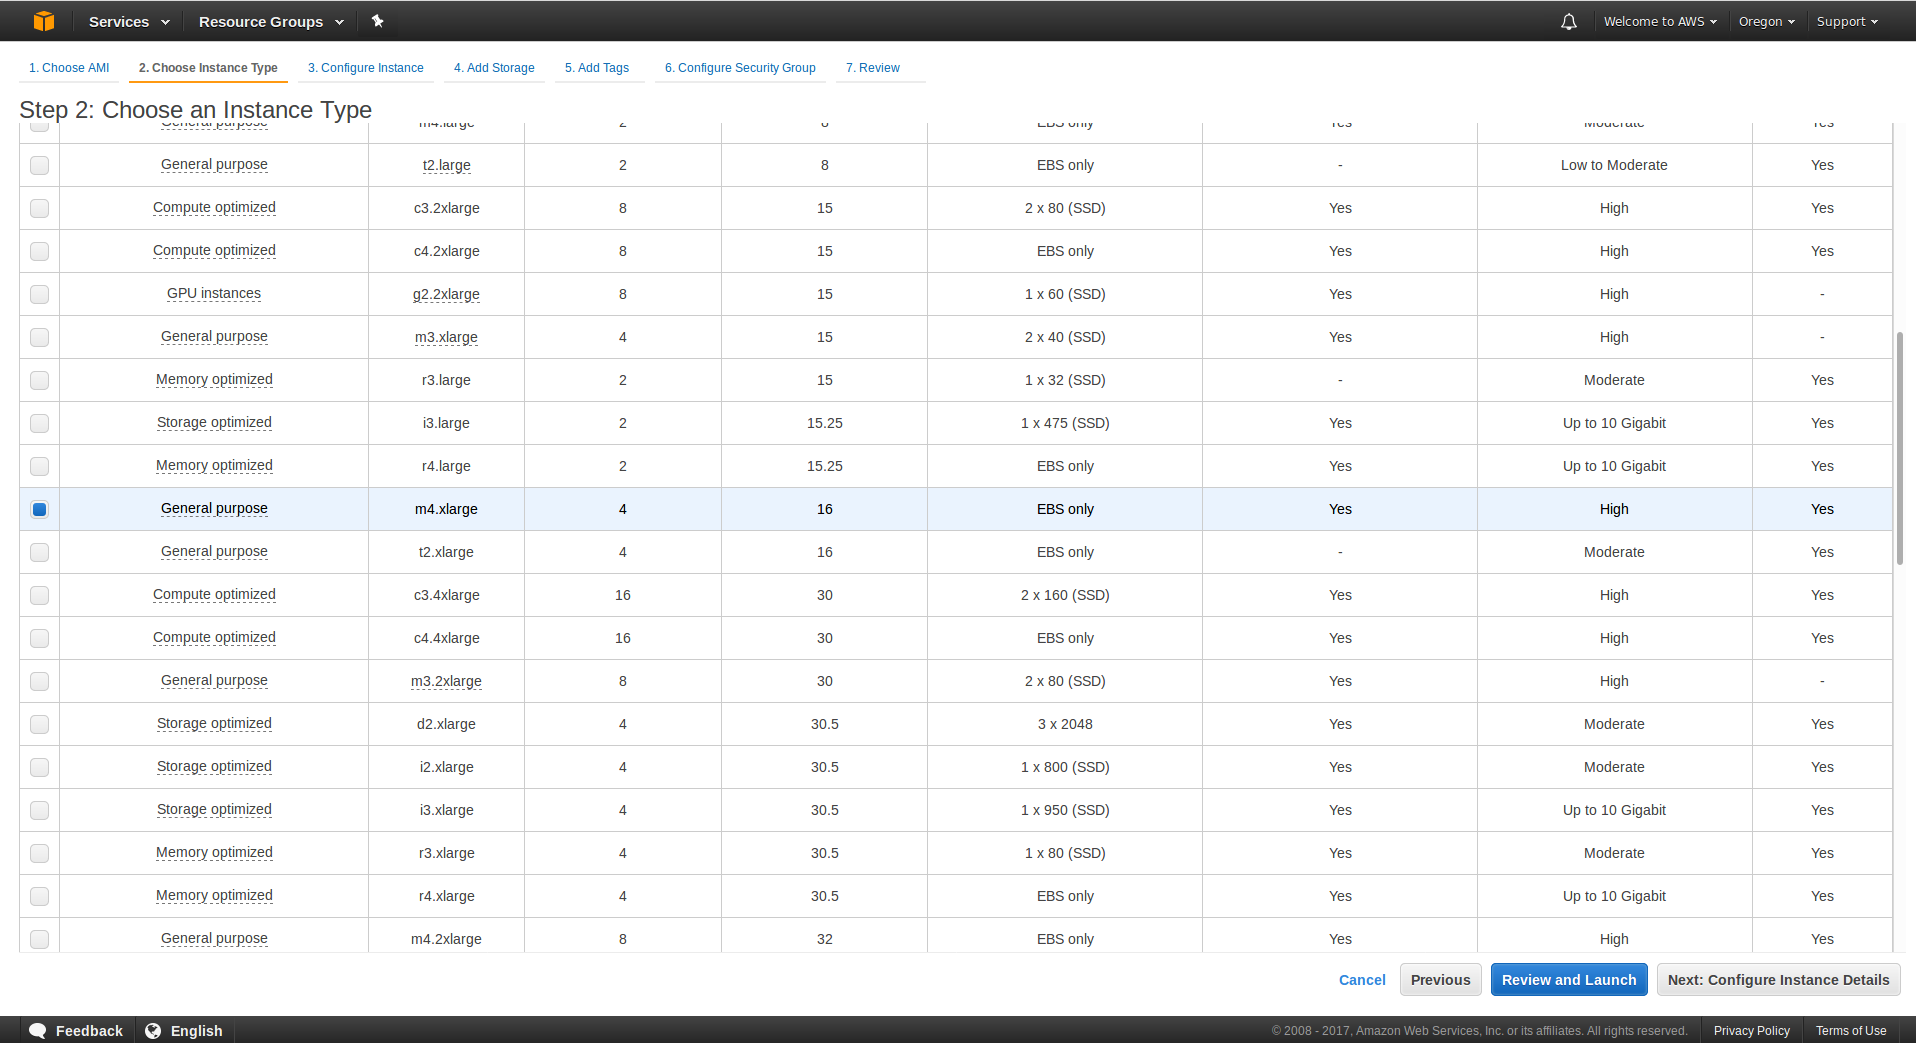 Services Resource Groups Welcome to AWS Oregon Support
1. Choose AMI 2. Choose Instance Type 3. Configure Instance 4. Add Storage 5. Add Tags 6. Configure Security Group 7. Review
Step 2: Choose an Instance Type
General purpose m4.large 2 8 EBS only Yes Moderate Yes
General purpose t2.large 2 8 EBS only - Low to Moderate Yes
Compute optimized c3.2xlarge 8 15 2 x 80 (SSD) Yes High Yes
Compute optimized c4.2xlarge 8 15 EBS only Yes High Yes
GPU instances g2.2xlarge 8 15 1 x 60 (SSD) Yes High -
General purpose m3.xlarge 4 15 2 x 40 (SSD) Yes High -
Memory optimized r3.large 2 15 1 x 32 (SSD) - Moderate Yes
Storage optimized i3.large 2 15.25 1 x 475 (SSD) Yes Up to 10 Gigabit Yes
Memory optimized r4.large 2 15.25 EBS only Yes Up to 10 Gigabit Yes
General purpose m4.xlarge 4 16 EBS only Yes High Yes
General purpose t2.xlarge 4 16 EBS only - Moderate Yes
Compute optimized c3.4xlarge 16 30 2 x 160 (SSD) Yes High Yes
Compute optimized c4.4xlarge 16 30 EBS only Yes High Yes
General purpose m3.2xlarge 8 30 2 x 80 (SSD) Yes High -
Storage optimized d2.xlarge 4 30.5 3 x 2048 Yes Moderate Yes
Storage optimized i2.xlarge 4 30.5 1 x 800 (SSD) Yes Moderate Yes
Storage optimized i3.xlarge 4 30.5 1 x 950 (SSD) Yes Up to 10 Gigabit Yes
Memory optimized r3.xlarge 4 30.5 1 x 80 (SSD) Yes Moderate Yes
Memory optimized r4.xlarge 4 30.5 EBS only Yes Up to 10 Gigabit Yes
General purpose m4.2xlarge 8 32 EBS only Yes High Yes
Cancel Previous Review and Launch Next: Configure Instance Details
Feedback English © 2008 - 2017, Amazon Web Services, Inc. or its affiliates. All rights reserved. Privacy Policy Terms of Use